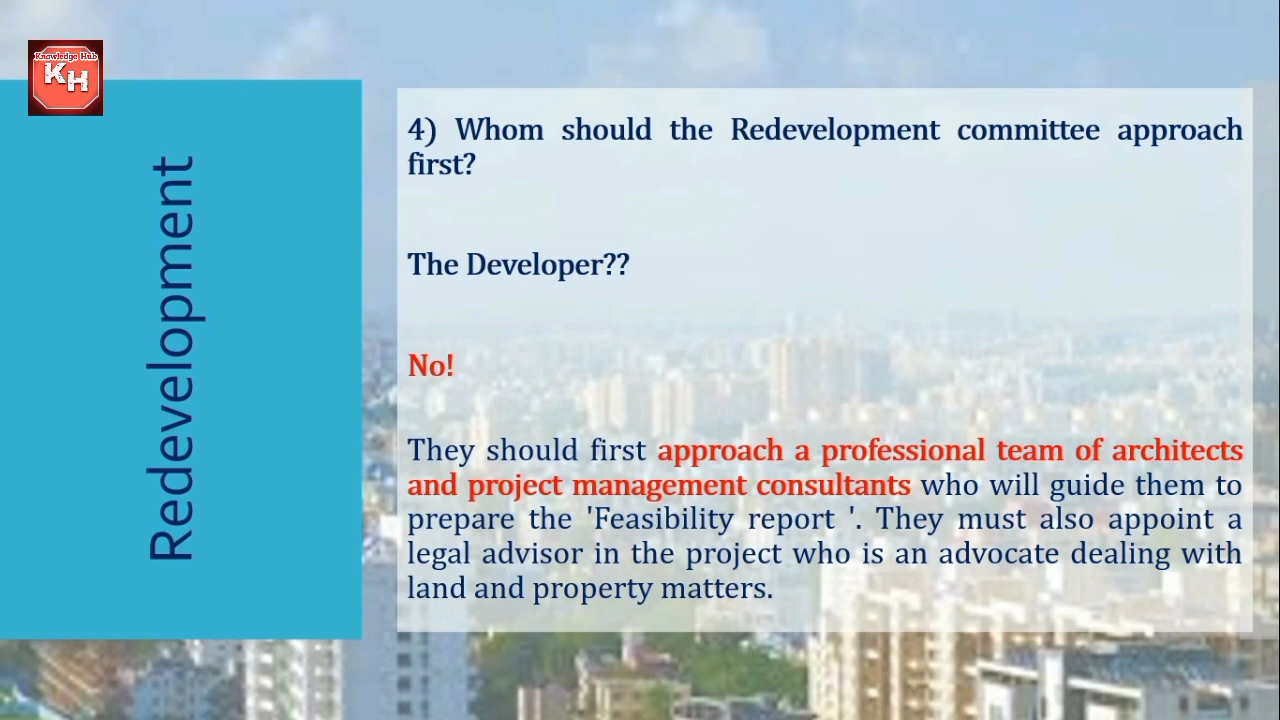 Knowledge Hub
KH
Redevelopment
4) Whom should the Redevelopment committee approach
first?
The Developer??
No!
They should first approach a professional team of architects
and project management consultants who will guide them to
prepare the 'Feasibility report '. They must also appoint a
legal advisor in the project who is an advocate dealing with
land and property matters.